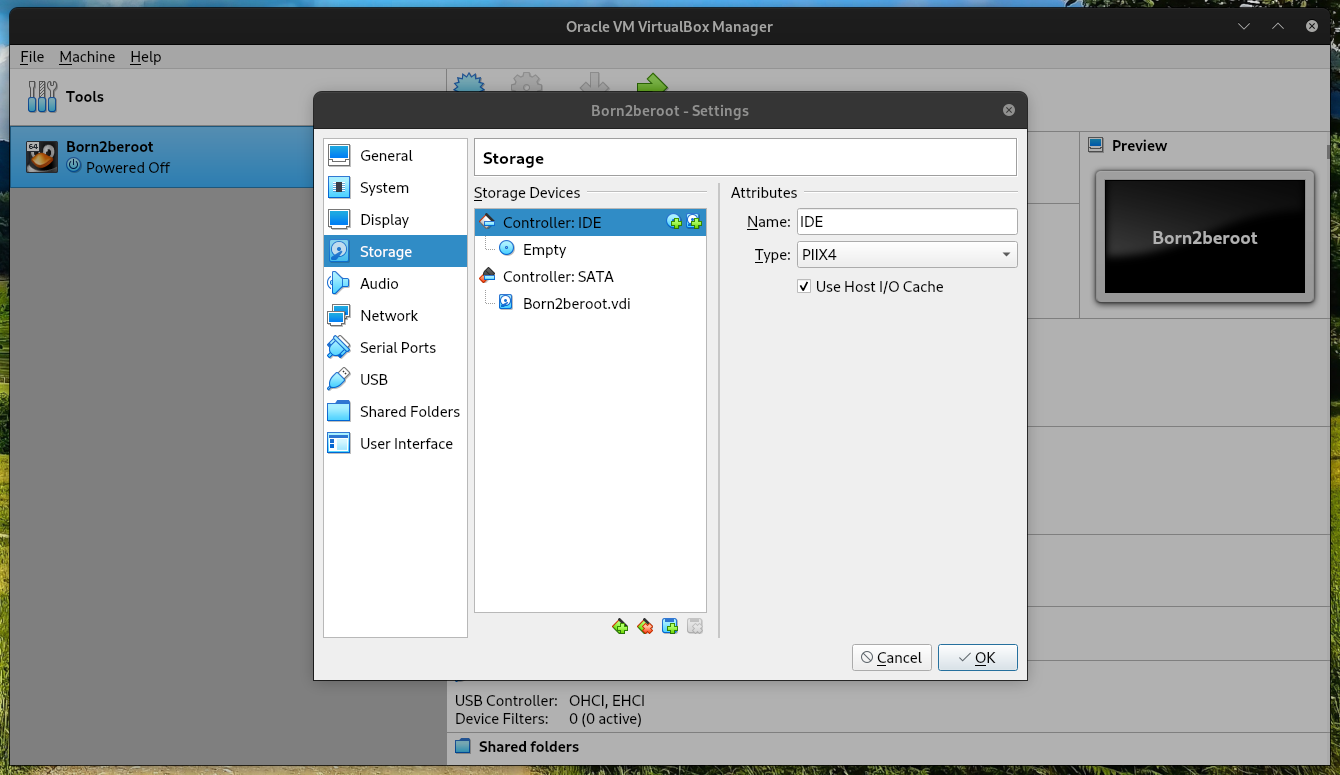 Oracle VM VirtualBox Manager
File Machine Help
Tools
64
Born2beroot
Powered Off
Born2beroot - Settings
General
System
Display
Storage
Audio
Network
Serial Ports
USB
Shared Folders
User Interface
Storage
Storage Devices
Controller: IDE
Empty
Controller: SATA
Born2beroot.vdi
Attributes
Name: IDE
Type: PIIX4
Use Host I/O Cache
Cancel
OK
Preview
Born2beroot
USB Controller: OHCI, EHCI
Device Filters: 0 (0 active)
Shared folders